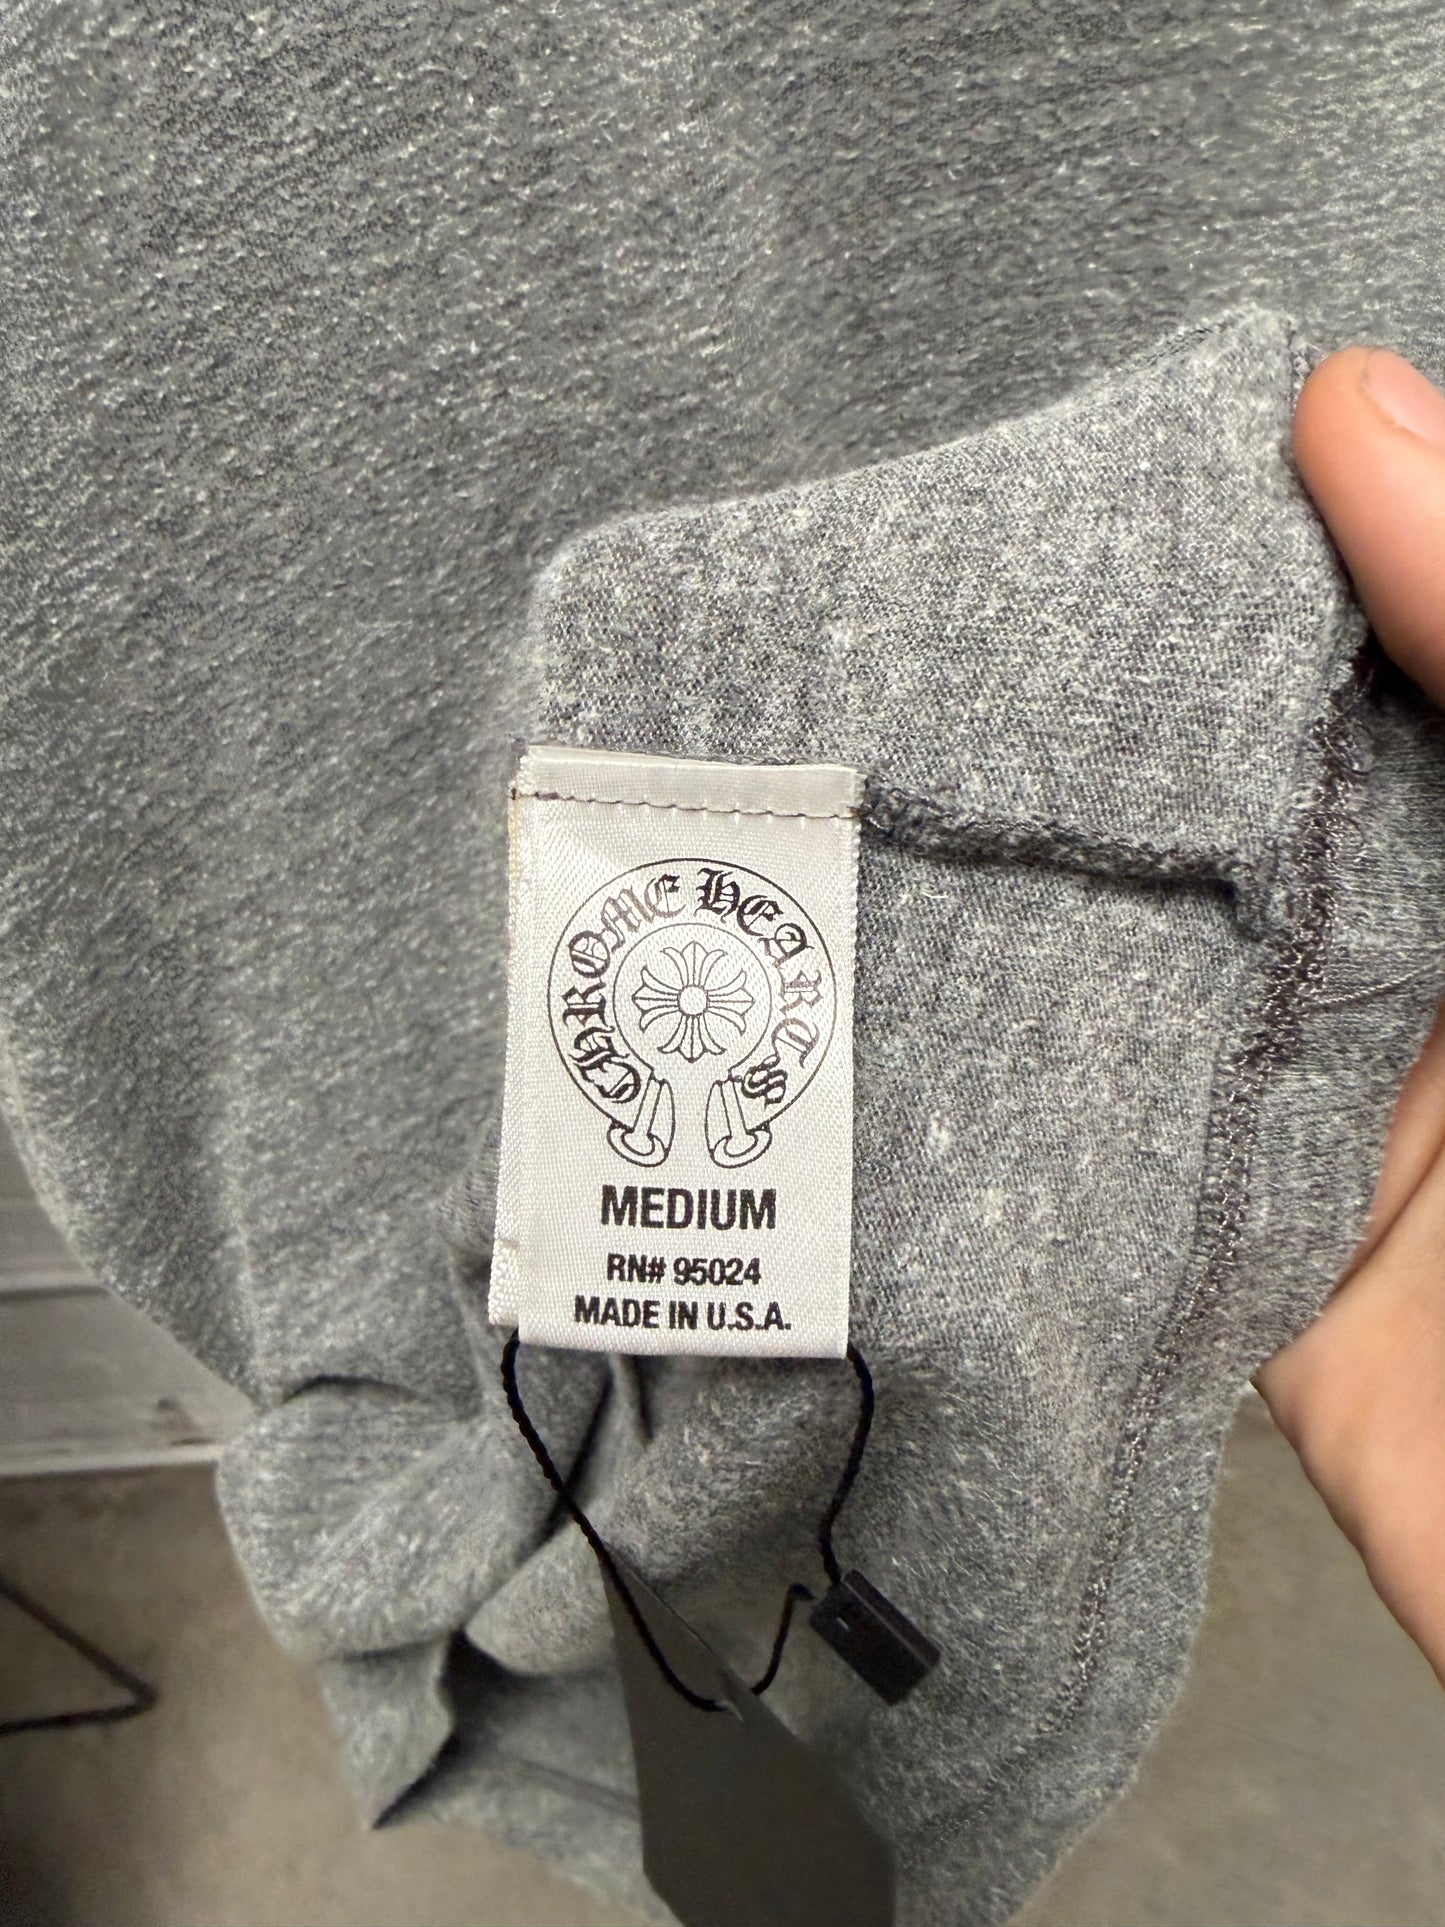 CHROME HEARTS
MEDIUM
RN# 95024
MADE IN U.S.A.